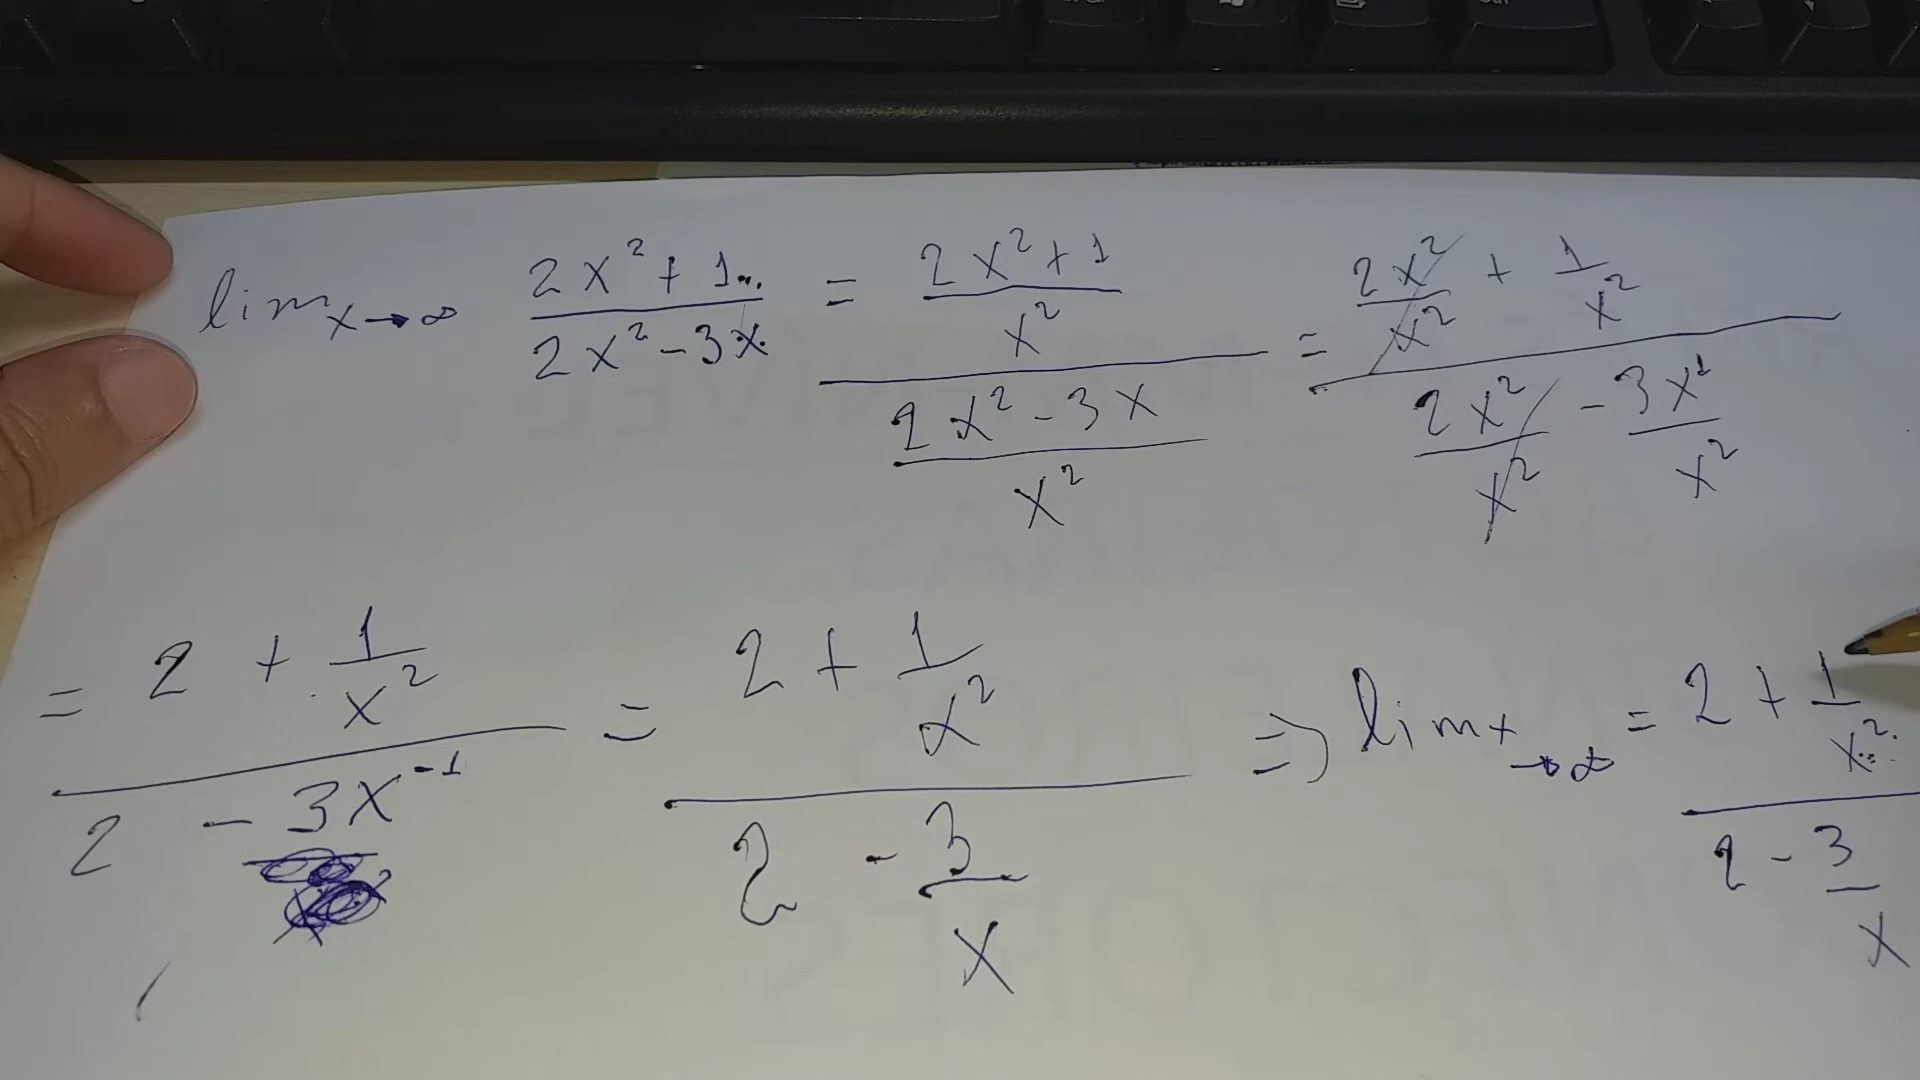 lim x→∞ (2x² + 1)/(2x² - 3x) = ((2x² + 1)/x²)/((2x² - 3x)/x²) = (2x²/x² + 1/x²)/(2x²/x² - 3x¹/x²)
= (2 + 1/x²)/(2 - 3x⁻¹) = (2 + 1/x²)/(2 - 3/x) ⇒ lim x→∞ = (2 + 1/x²)/(2 - 3/x)